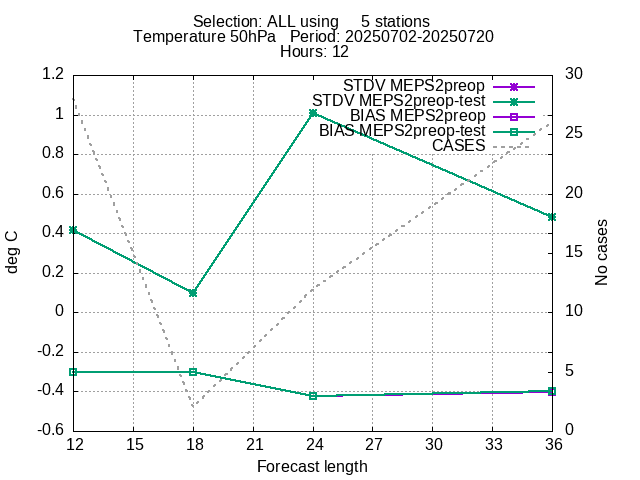 Selection: ALL using 5 stations
Temperature 50hPa Period: 20250702-20250720
Hours: 12
STDV MEPS2preop
STDV MEPS2preop-test
BIAS MEPS2preop
BIAS MEPS2preop-test
CASES
deg C
1.2
1
0.8
0.6
0.4
0.2
0
-0.2
-0.4
-0.6
30
25
20
15
10
5
0
No cases
12 15 18 21 24 27 30 33 36
Forecast length